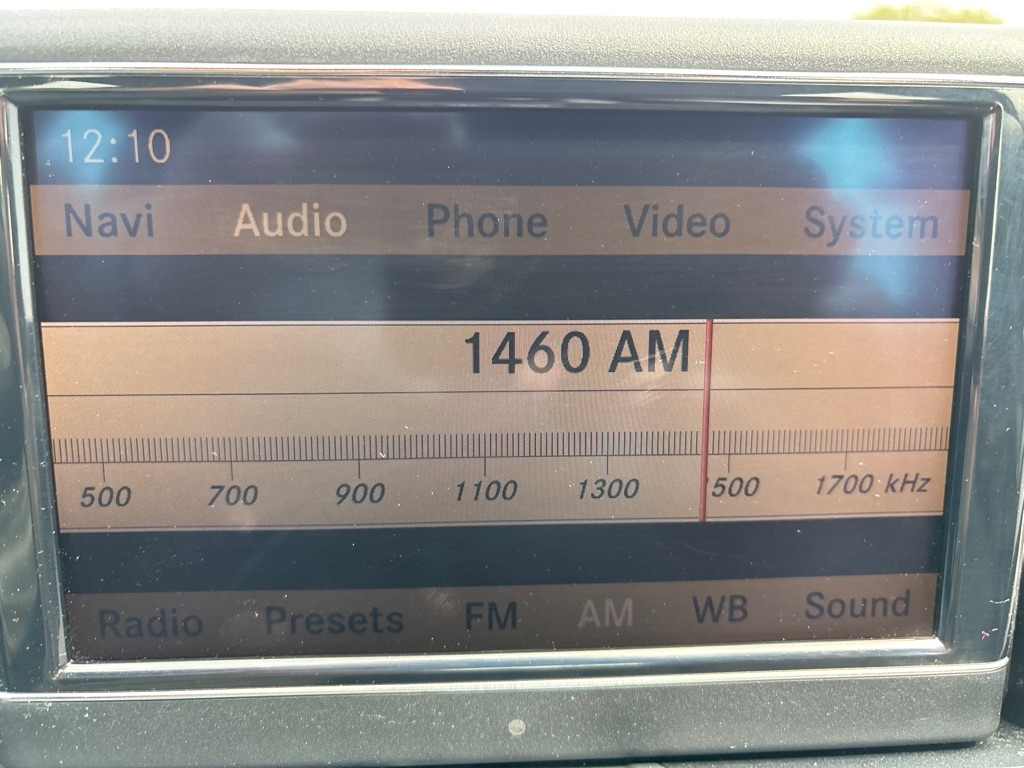 12:10
Navi Audio Phone Video System
1460 AM
500 700 900 1100 1300 1500 1700 kHz
Radio Presets FM AM WB Sound